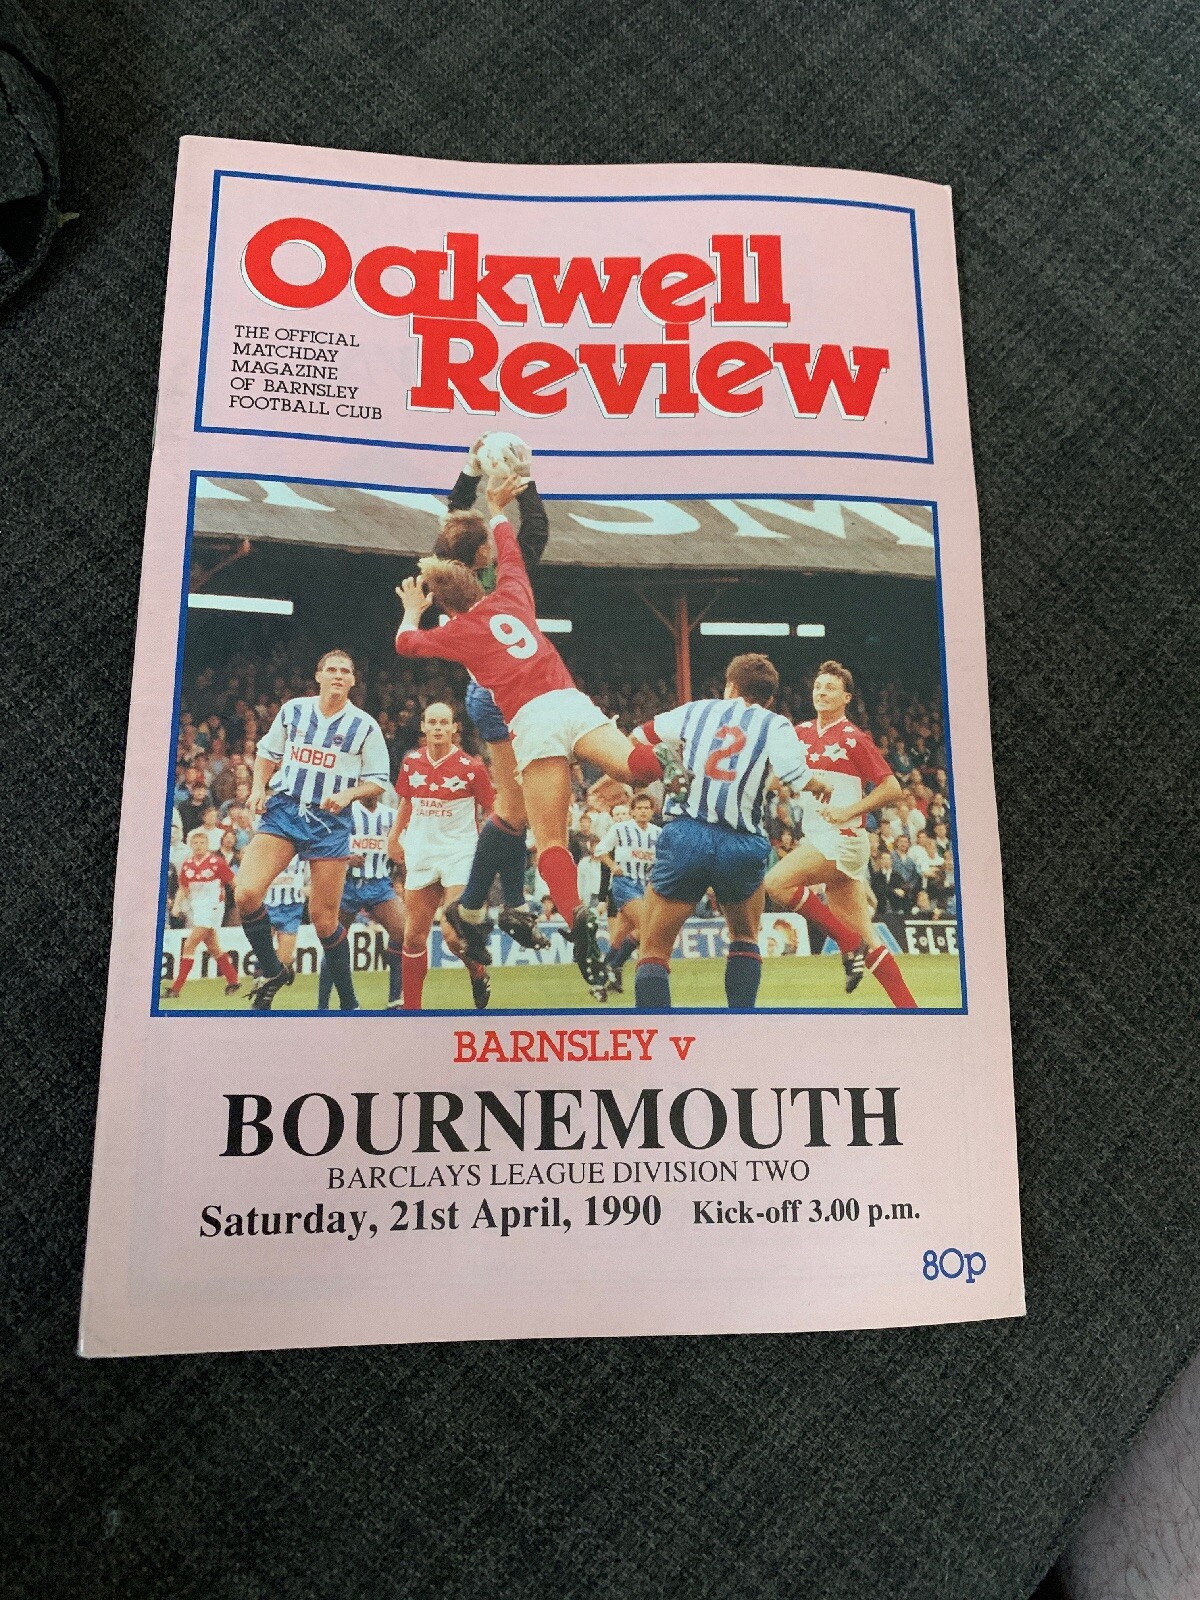 Oakwell
Review
THE OFFICIAL
MATCHDAY
MAGAZINE
OF BARNSLEY
FOOTBALL CLUB
9
NOBO
2
NOBO
NOBO
BARNSLEY v
BOURNEMOUTH
BARCLAYS LEAGUE DIVISION TWO
Saturday, 21st April, 1990 Kick-off 3.00 p.m.
80p